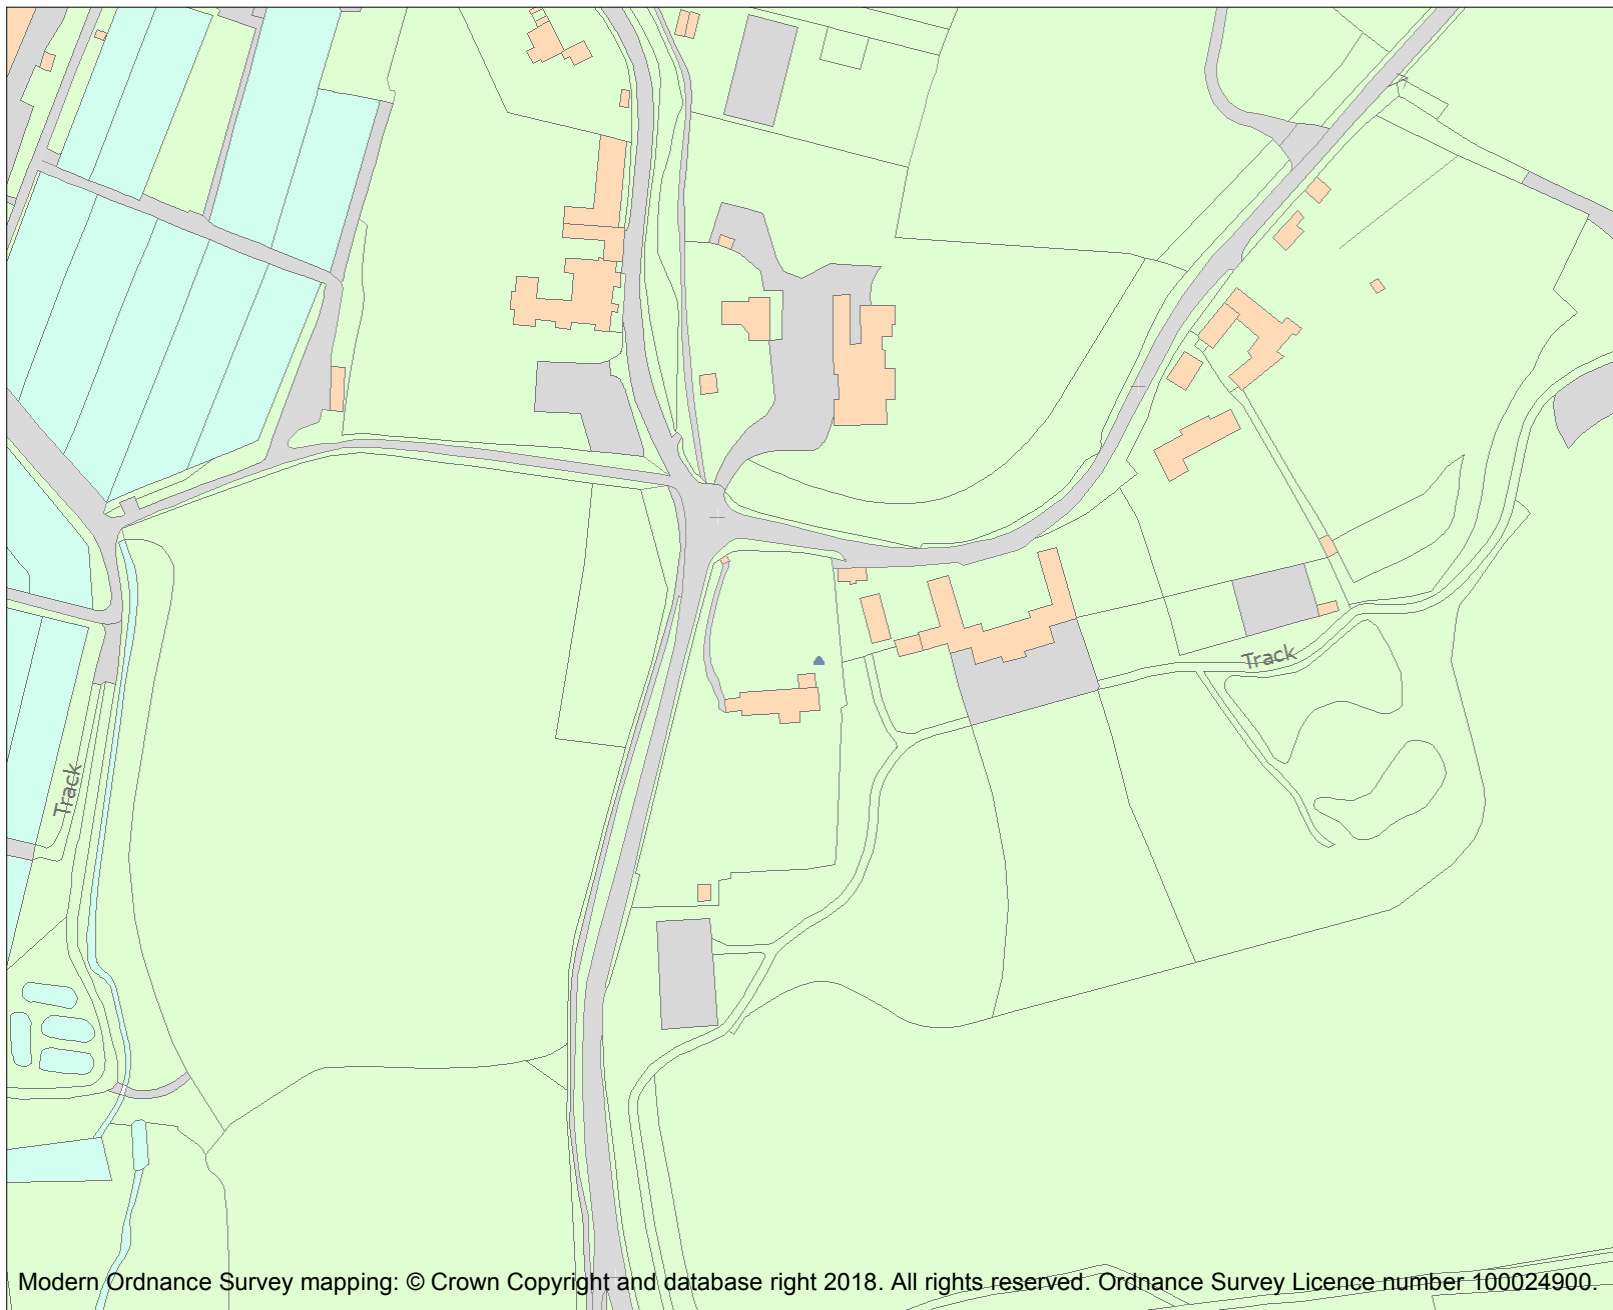 Track
Track
Modern Ordnance Survey mapping: © Crown Copyright and database right 2018. All rights reserved. Ordnance Survey Licence number 100024900.